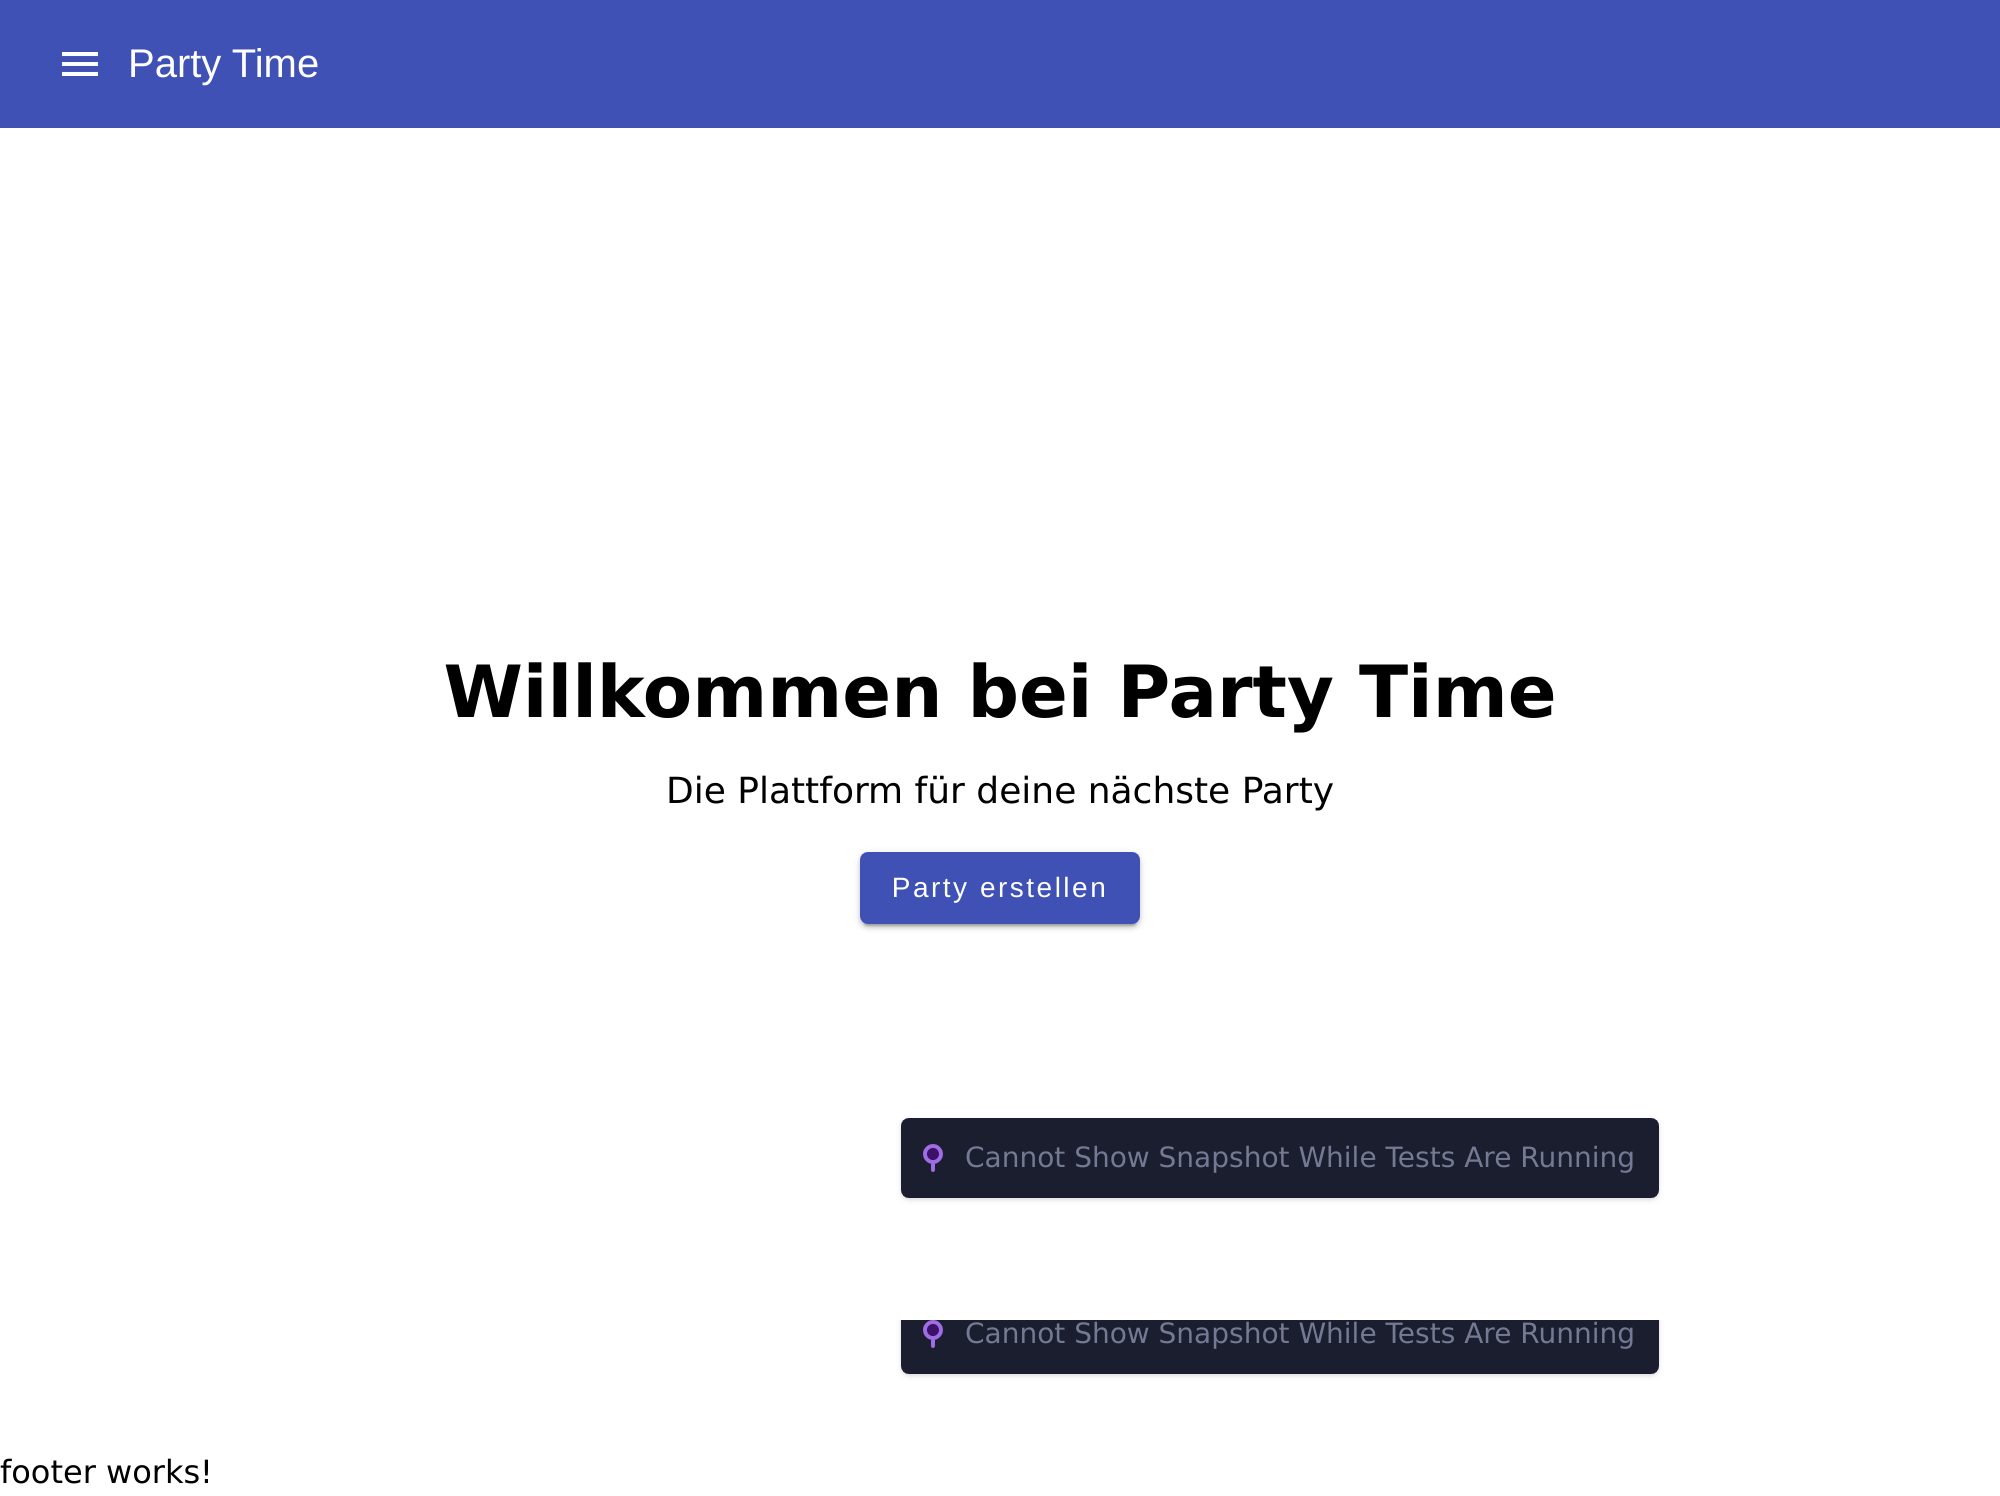 Party Time
Willkommen bei Party Time
Die Plattform für deine nächste Party
Party erstellen
Cannot Show Snapshot While Tests Are Running
Cannot Show Snapshot While Tests Are Running
footer works!